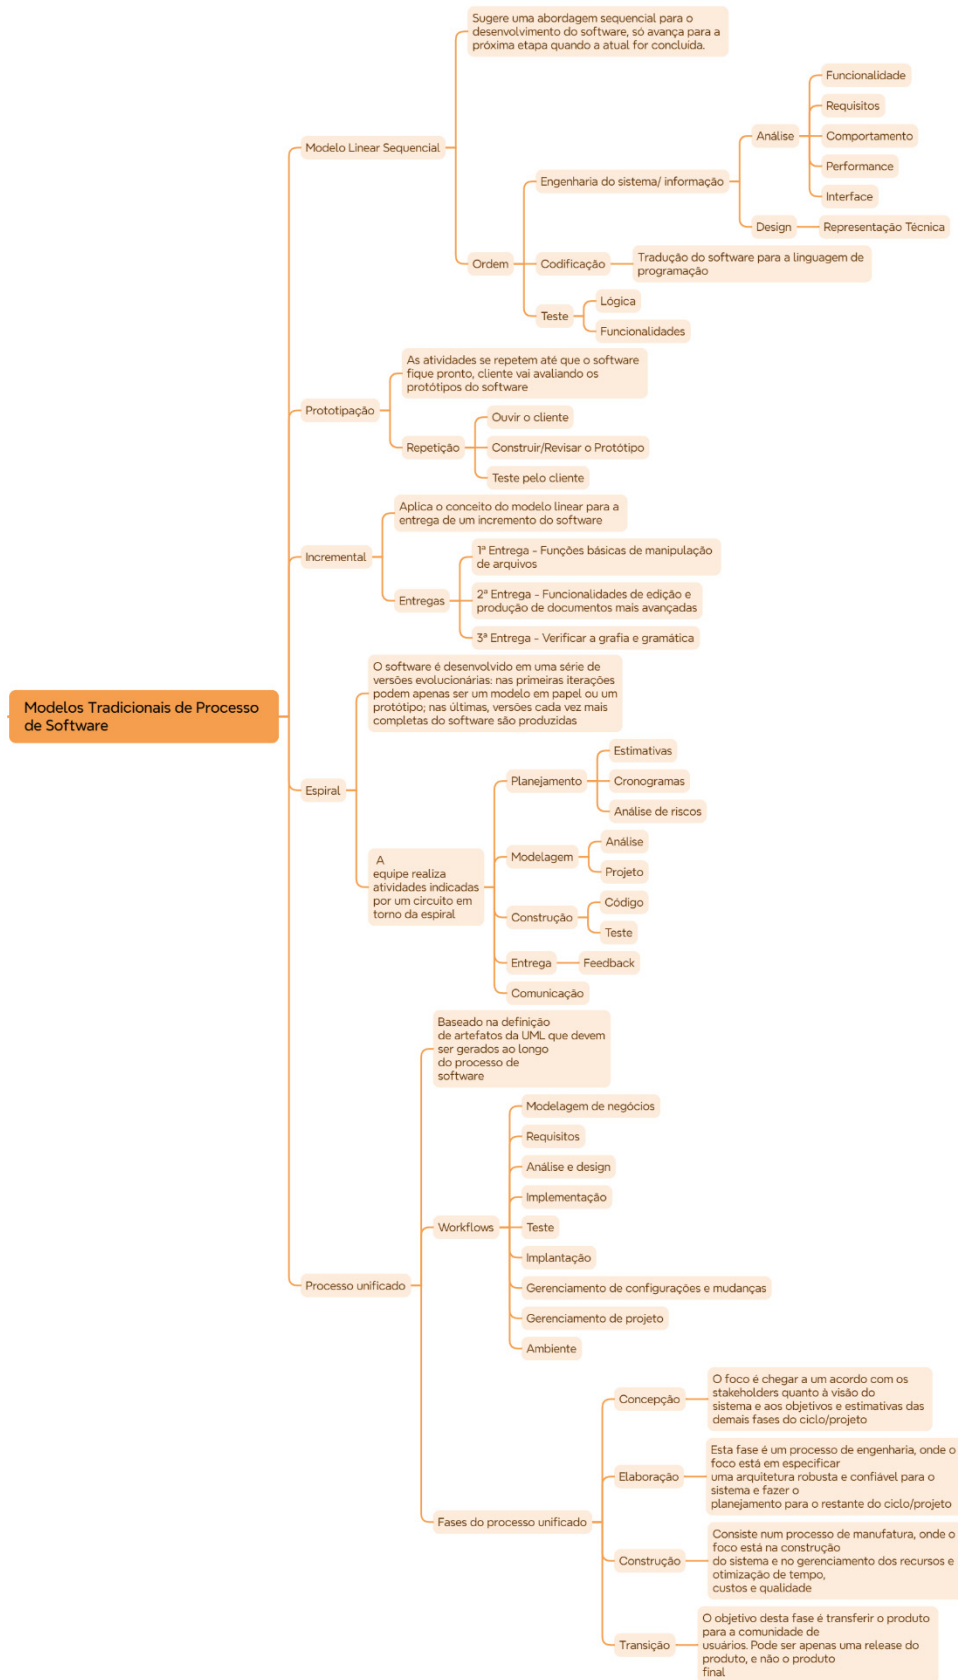 Modelos Tradicionais de Processo
de Software
Modelo Linear Sequencial
Sugere uma abordagem sequencial para o
desenvolvimento do software, só avança para a
próxima etapa quando a atual for concluída.
Ordem
Engenharia do sistema/ informação
Análise
Funcionalidade
Requisitos
Comportamento
Performance
Interface
Design
Representação Técnica
Codificação
Tradução do software para a linguagem de
programação
Teste
Lógica
Funcionalidades
Prototipação
As atividades se repetem até que o software
fique pronto, cliente vai avaliando os
protótipos do software
Repetição
Ouvir o cliente
Construir/Revisar o Protótipo
Teste pelo cliente
Incremental
Aplica o conceito do modelo linear para a
entrega de um incremento do software
Entregas
1ª Entrega - Funções básicas de manipulação
de arquivos
2ª Entrega - Funcionalidades de edição e
produção de documentos mais avançadas
3ª Entrega - Verificar a grafia e gramática
Espiral
O software é desenvolvido em uma série de
versões evolucionárias: nas primeiras iterações
podem apenas ser um modelo em papel ou um
protótipo; nas últimas, versões cada vez mais
completas do software são produzidas
A
equipe realiza
atividades indicadas
por um circuito em
torno da espiral
Planejamento
Estimativas
Cronogramas
Análise de riscos
Modelagem
Análise
Projeto
Construção
Código
Teste
Entrega
Feedback
Comunicação
Processo unificado
Baseado na definição
de artefatos da UML que devem
ser gerados ao longo
do processo de
software
Workflows
Modelagem de negócios
Requisitos
Análise e design
Implementação
Teste
Implantação
Gerenciamento de configurações e mudanças
Gerenciamento de projeto
Ambiente
Fases do processo unificado
Concepção
O foco é chegar a um acordo com os
stakeholders quanto à visão do
sistema e aos objetivos e estimativas das
demais fases do ciclo/projeto
Elaboração
Esta fase é um processo de engenharia, onde o
foco está em especificar
uma arquitetura robusta e confiável para o
sistema e fazer o
planejamento para o restante do ciclo/projeto
Construção
Consiste num processo de manufatura, onde o
foco está na construção
do sistema e no gerenciamento dos recursos e
otimização de tempo,
custos e qualidade
Transição
O objetivo desta fase é transferir o produto
para a comunidade de
usuários. Pode ser apenas uma release do
produto, e não o produto
final